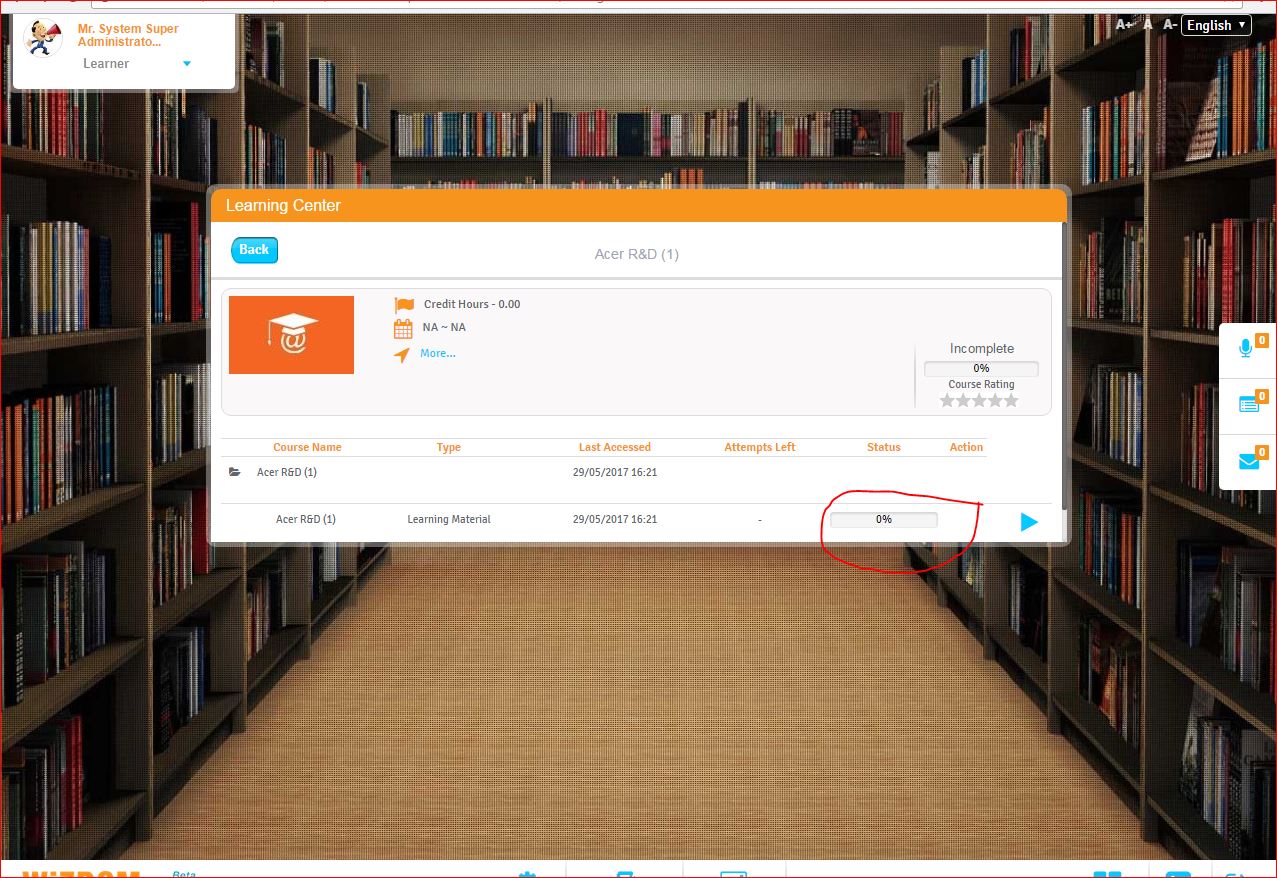 Mr. System Super
Administrato...
Learner
A+ A A- English
Learning Center
Back
Acer R&D (1)
Credit Hours - 0.00
NA ~ NA
More...
Incomplete
0%
Course Rating
0
0
0
Course Name Type Last Accessed Attempts Left Status Action
Acer R&D (1) 29/05/2017 16:21
Acer R&D (1) Learning Material 29/05/2017 16:21 - 0%
WiZDOM Beta